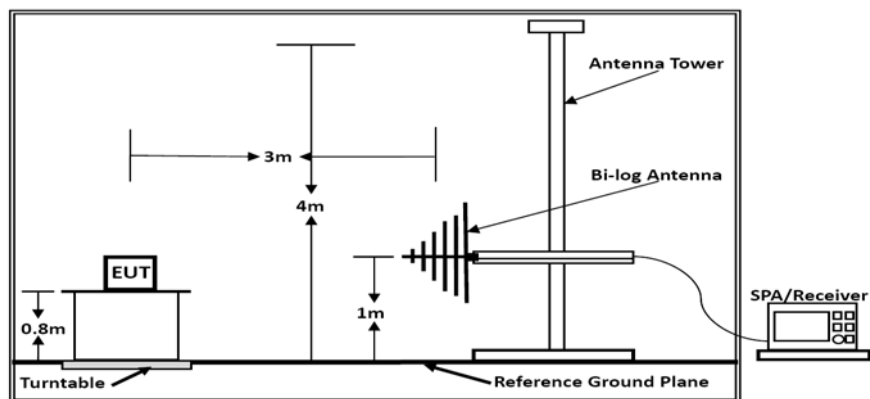 Antenna Tower
3m
Bi-log Antenna
4m
EUT
SPA/Receiver
0.8m
1m
Turntable
Reference Ground Plane